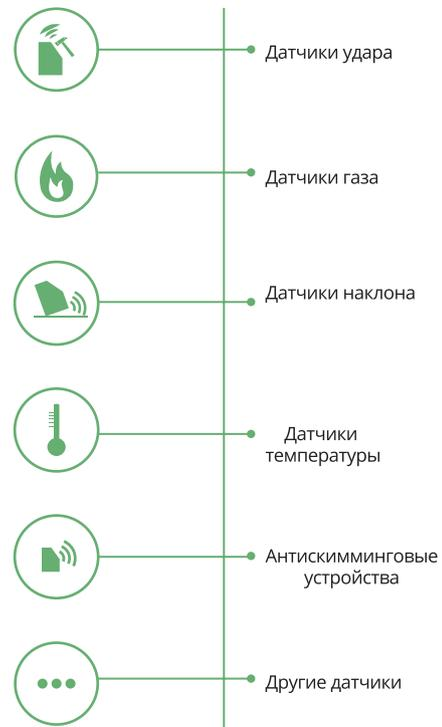 Датчики удара
Датчики газа
Датчики наклона
Датчики
температуры
Антискимминговые
устройства
Другие датчики